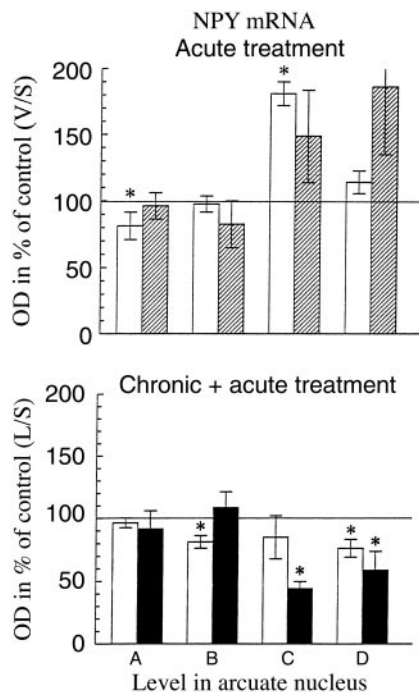 NPY mRNA
Acute treatment
OD in % of control (V/S)
200
150
100
50
0
*
*
Chronic + acute treatment
OD in % of control (L/S)
200
150
100
50
0
*
*
*
*
A B C D
Level in arcuate nucleus